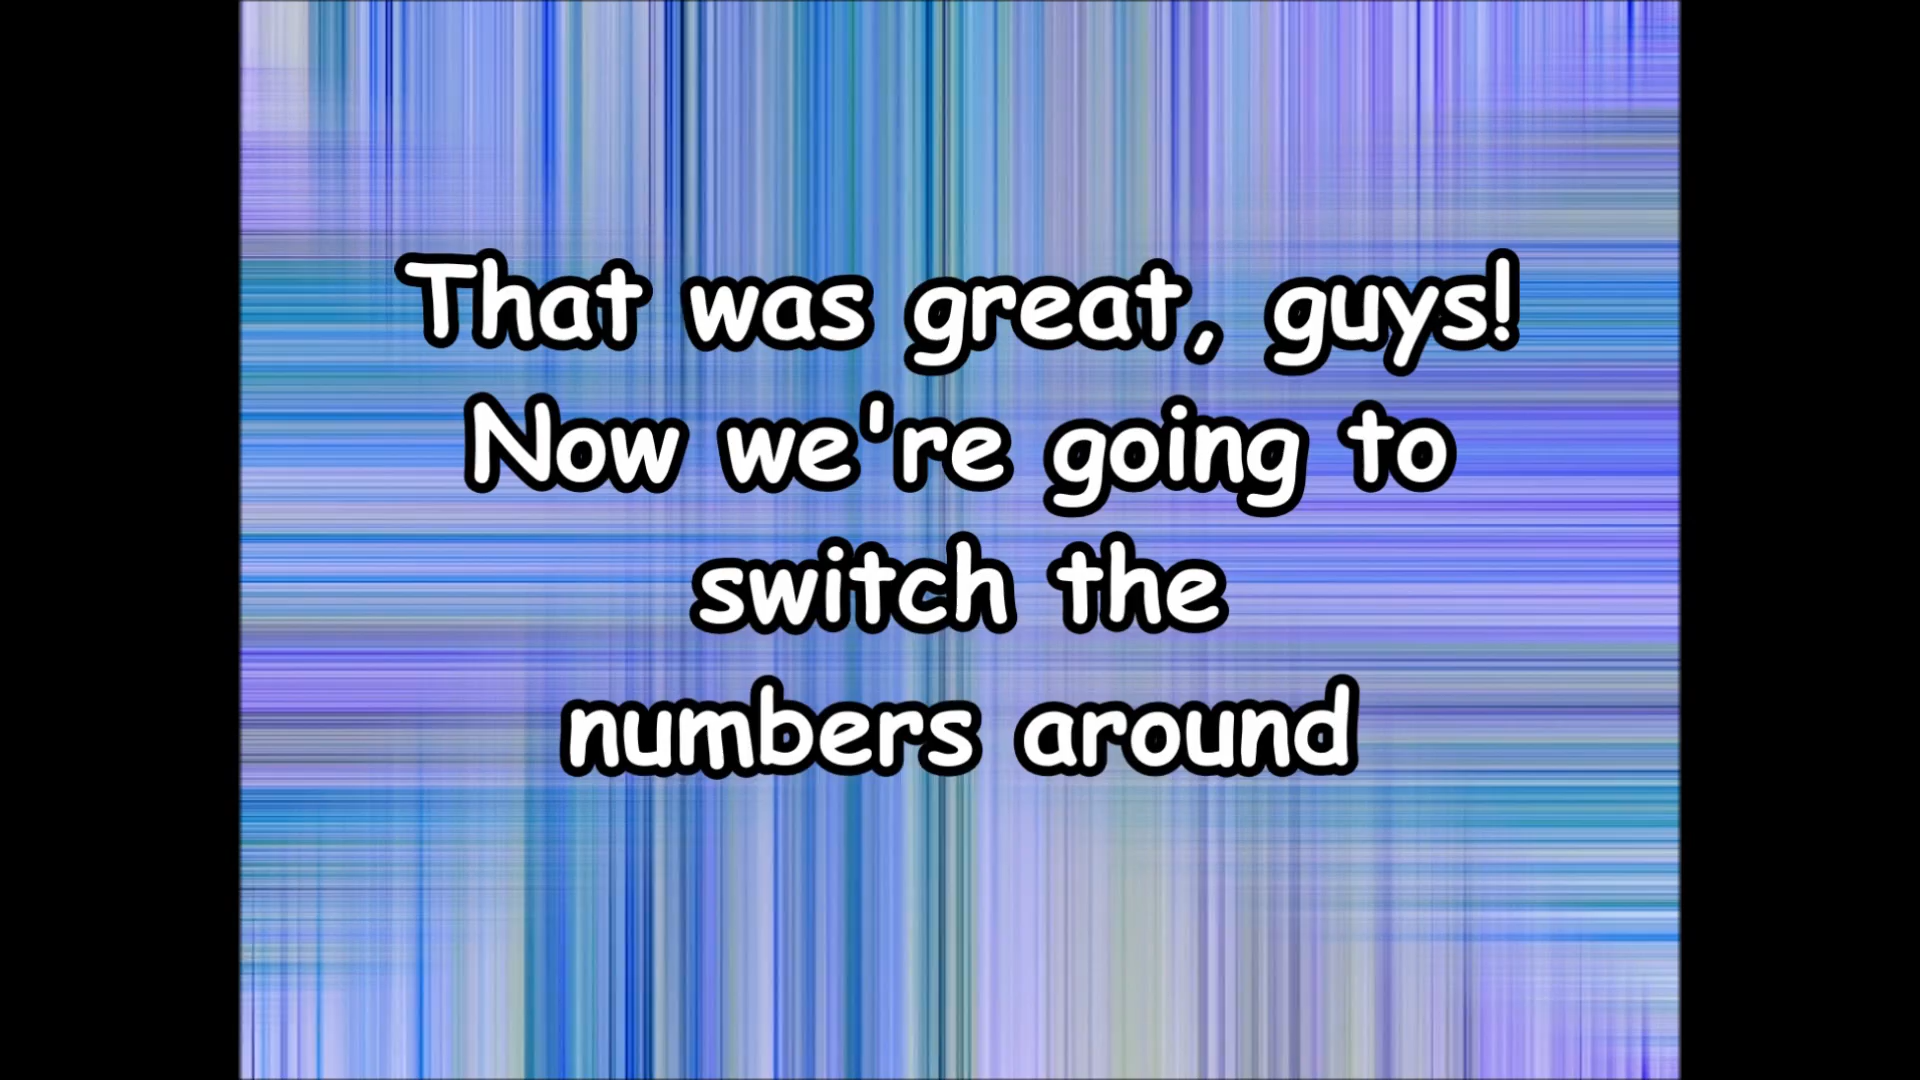 That was great, guys!
Now we're going to
switch the
numbers around